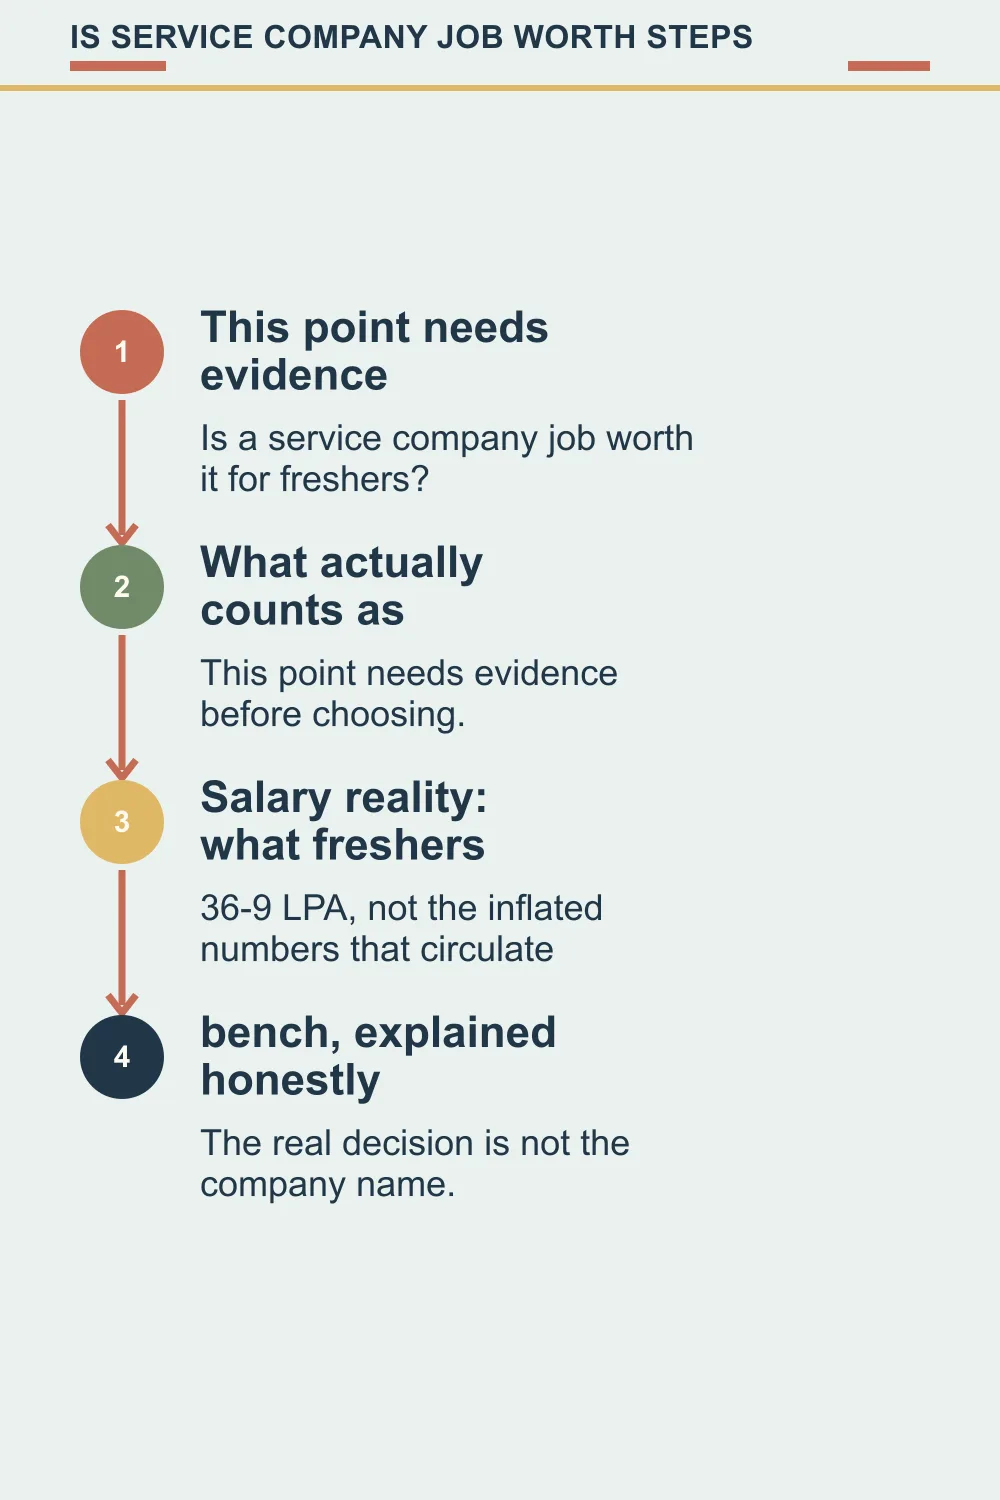 IS SERVICE COMPANY JOB WORTH STEPS
1
This point needs
evidence
Is a service company job worth
it for freshers?
2
What actually
counts as
This point needs evidence
before choosing.
3
Salary reality:
what freshers
36-9 LPA, not the inflated
numbers that circulate
4
bench, explained
honestly
The real decision is not the
company name.